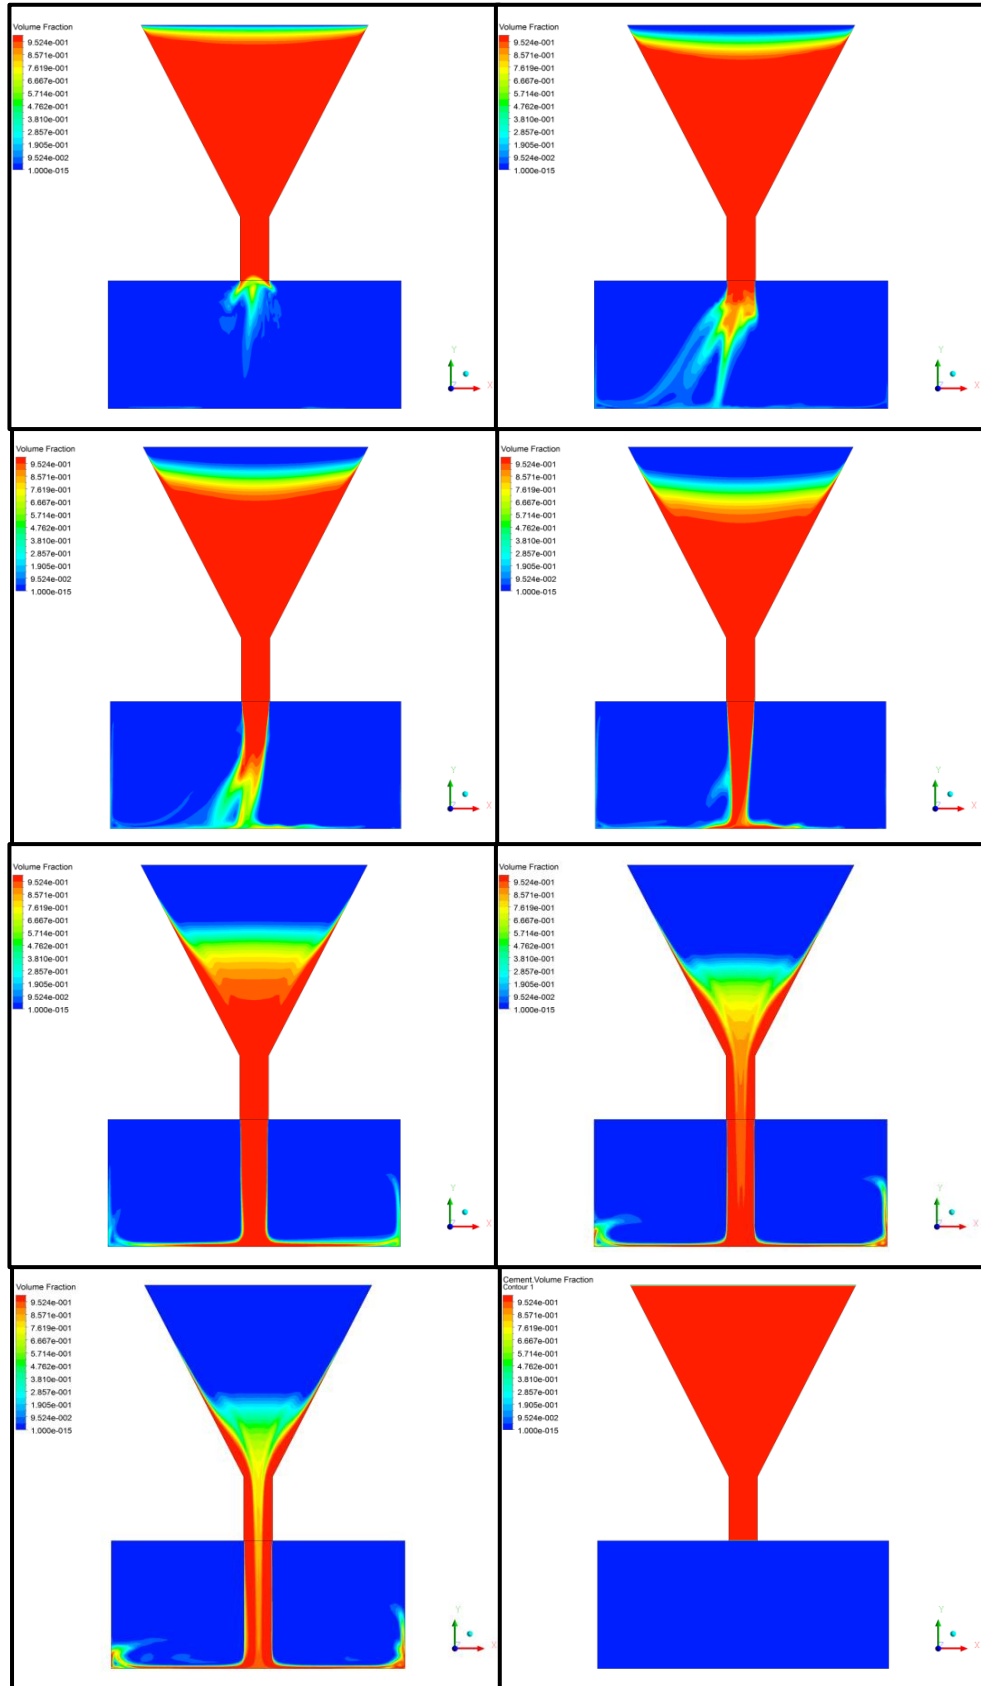 Volume Fraction
9.524e-001
8.571e-001
7.619e-001
6.667e-001
5.714e-001
4.762e-001
3.810e-001
2.857e-001
1.905e-001
9.524e-002
1.000e-015
Y
X
Z
Volume Fraction
9.524e-001
8.571e-001
7.619e-001
6.667e-001
5.714e-001
4.762e-001
3.810e-001
2.857e-001
1.905e-001
9.524e-002
1.000e-015
Y
X
Z
Volume Fraction
9.524e-001
8.571e-001
7.619e-001
6.667e-001
5.714e-001
4.762e-001
3.810e-001
2.857e-001
1.905e-001
9.524e-002
1.000e-015
Y
X
Z
Volume Fraction
9.524e-001
8.571e-001
7.619e-001
6.667e-001
5.714e-001
4.762e-001
3.810e-001
2.857e-001
1.905e-001
9.524e-002
1.000e-015
Y
X
Z
Volume Fraction
9.524e-001
8.571e-001
7.619e-001
6.667e-001
5.714e-001
4.762e-001
3.810e-001
2.857e-001
1.905e-001
9.524e-002
1.000e-015
Y
X
Z
Volume Fraction
9.524e-001
8.571e-001
7.619e-001
6.667e-001
5.714e-001
4.762e-001
3.810e-001
2.857e-001
1.905e-001
9.524e-002
1.000e-015
Y
X
Z
Volume Fraction
9.524e-001
8.571e-001
7.619e-001
6.667e-001
5.714e-001
4.762e-001
3.810e-001
2.857e-001
1.905e-001
9.524e-002
1.000e-015
Y
X
Z
Cement.Volume Fraction
Contour 1
9.524e-001
8.571e-001
7.619e-001
6.667e-001
5.714e-001
4.762e-001
3.810e-001
2.857e-001
1.905e-001
9.524e-002
1.000e-015
Y
X
Z